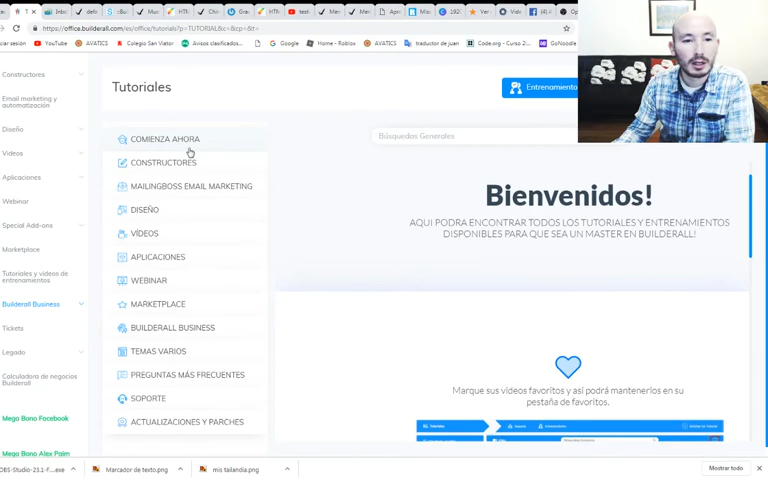 https://office.builderall.com/es/office/tutorials?p=TUTORIAL&c=&cp=&t=
YouTube
AVATICS
Colegio San Viator
Avisos clasificados
Google
Home - Roblox
AVATICS
traductor de juan
Code.org - Curso 2
GoNoodle
Constructores
Email marketing y
automatización
Diseño
Videos
Aplicaciones
Webinar
Special Add-ons
Marketplace
Tutoriales y videos de
entrenamientos
Builderall Business
Tickets
Legado
Calculadora de negocios
Builderall
Mega Bono Facebook
Mega Bono Alex Palm
Tutoriales
Entrenamiento
COMIENZA AHORA
CONSTRUCTORES
MAILINGBOSS EMAIL MARKETING
DISEÑO
VÍDEOS
APLICACIONES
WEBINAR
MARKETPLACE
BUILDERALL BUSINESS
TEMAS VARIOS
PREGUNTAS MÁS FRECUENTES
SOPORTE
ACTUALIZACIONES Y PARCHES
Búsquedas Generales
Bienvenidos!
AQUI PODRA ENCONTRAR TODOS LOS TUTORIALES Y ENTRENAMIENTOS
DISPONIBLES PARA QUE SEA UN MASTER EN BUILDERALL!
Marque sus videos favoritos y así podrá mantenerlos en su
pestaña de favoritos.
OBS-Studio-23.1-F....exe
Marcador de texto.png
mis tailandia.png
Mostrar todo